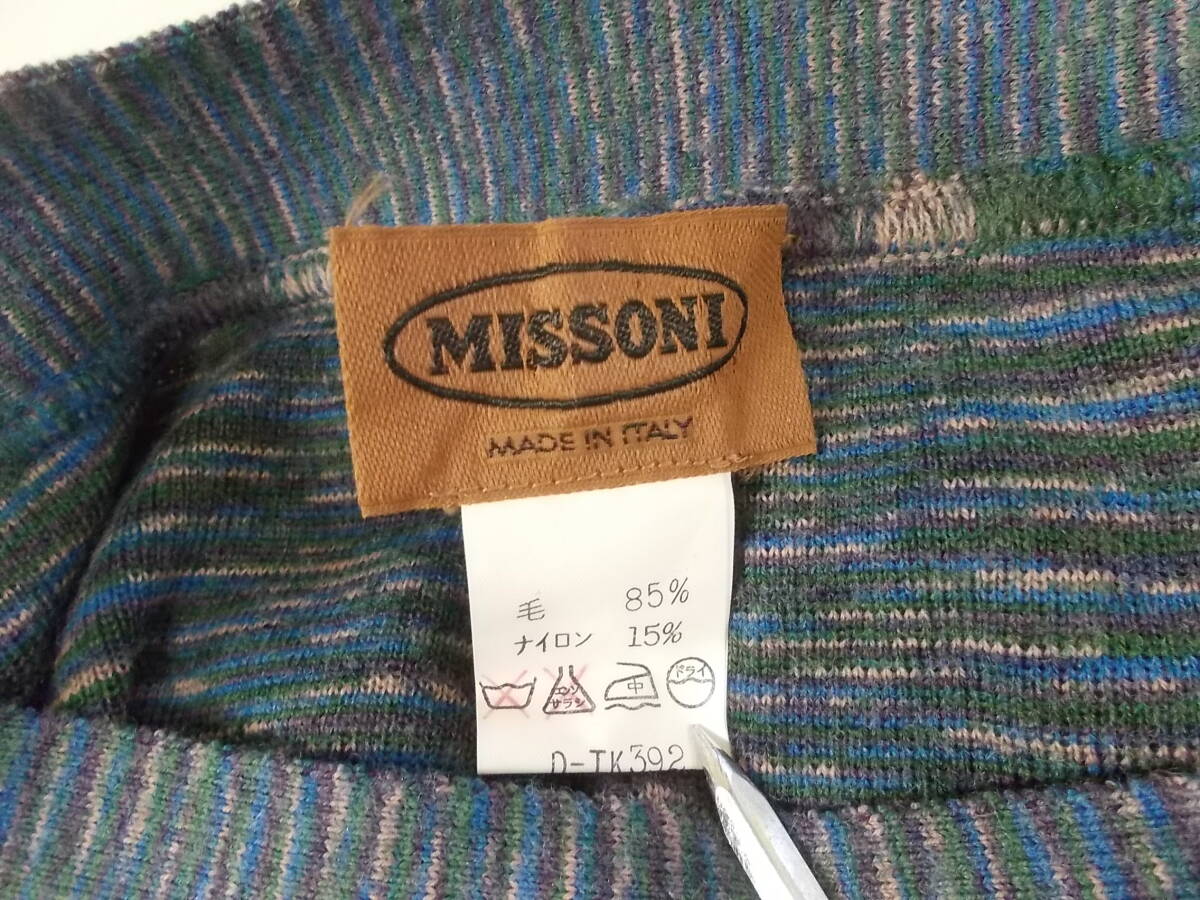 MISSONI
MADE IN ITALY
毛 85%
ナイロン 15%
エンソ
サラシ
中
ドライ
D-TK392